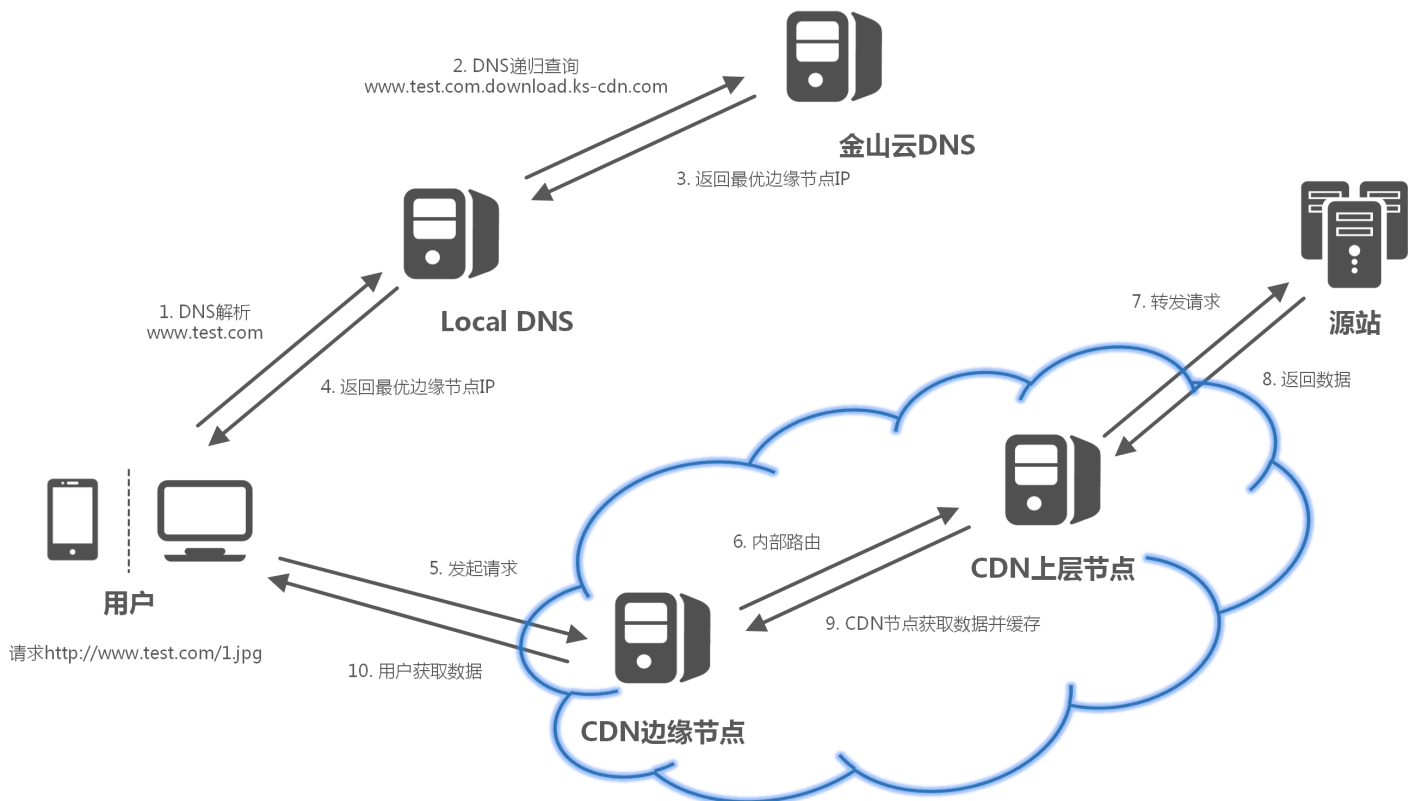 2. DNS递归查询
www.test.com.download.ks-cdn.com
金山云DNS
3. 返回最优边缘节点IP
1. DNS解析
www.test.com
Local DNS
4. 返回最优边缘节点IP
7. 转发请求
源站
8. 返回数据
用户
请求http://www.test.com/1.jpg
5. 发起请求
6. 内部路由
CDN上层节点
9. CDN节点获取数据并缓存
10. 用户获取数据
CDN边缘节点